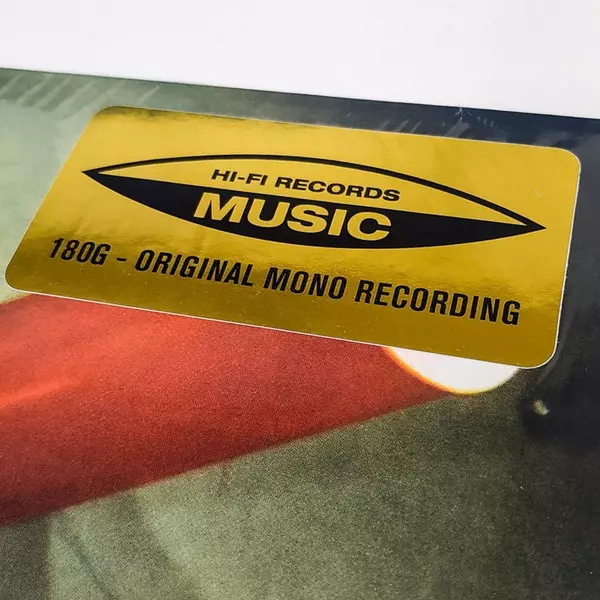 HI-FI RECORDS
MUSIC
180G - ORIGINAL MONO RECORDING